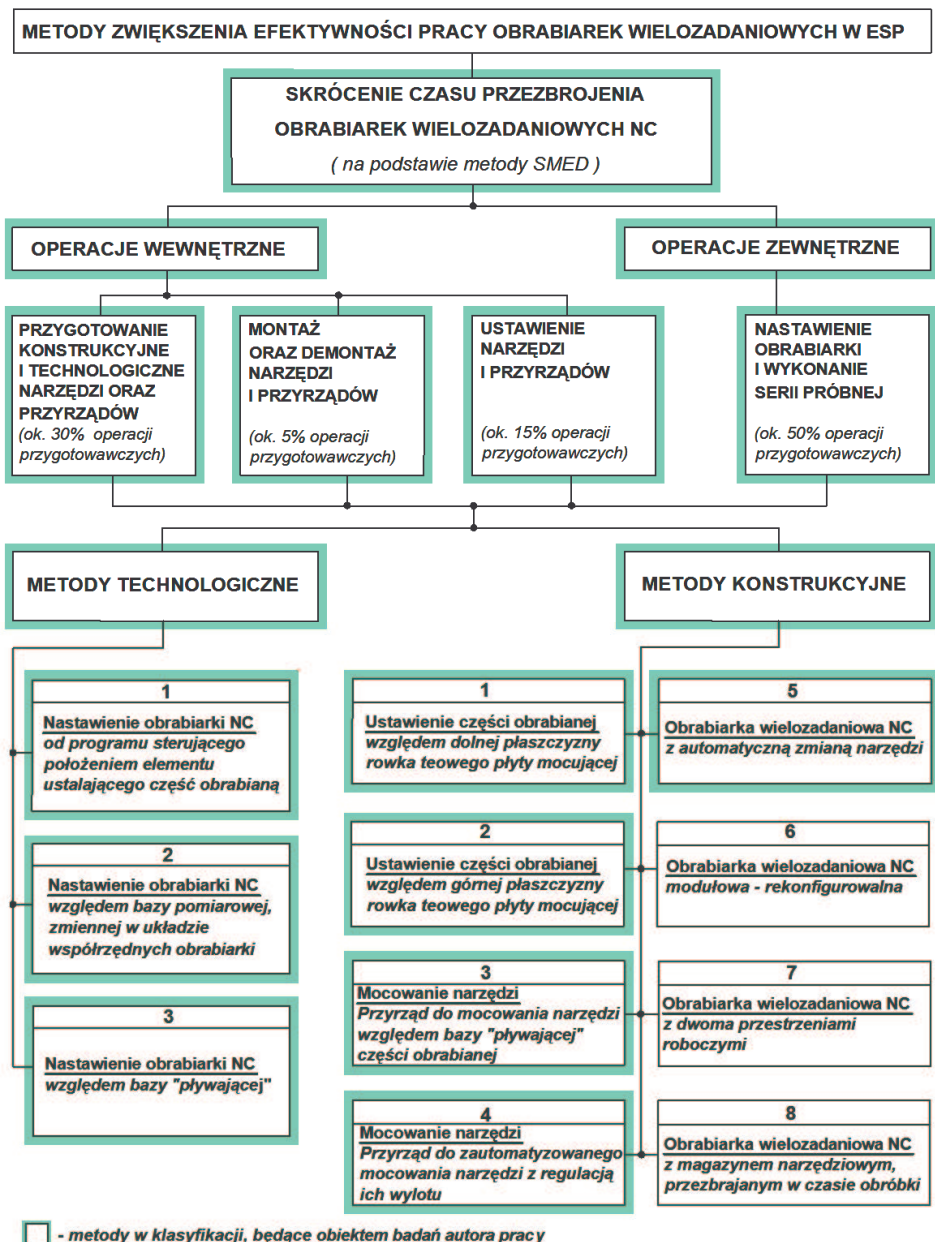 METODY ZWIĘKSZENIA EFEKTYWNOŚCI PRACY OBRABIAREK WIELOZADANIOWYCH W ESP
SKRÓCENIE CZASU PRZEZBROJENIA
OBRABIAREK WIELOZADANIOWYCH NC
( na podstawie metody SMED )
OPERACJE WEWNĘTRZNE
OPERACJE ZEWNĘTRZNE
PRZYGOTOWANIE
KONSTRUKCYJNE
I TECHNOLOGICZNE
NARZĘDZI ORAZ
PRZYRZĄDÓW
(ok. 30% operacji
przygotowawczych)
MONTAŻ
ORAZ DEMONTAŻ
NARZĘDZI
I PRZYRZĄDÓW
(ok. 5% operacji
przygotowawczych)
USTAWIENIE
NARZĘDZI
I PRZYRZĄDÓW
(ok. 15% operacji
przygotowawczych)
NASTAWIENIE
OBRABIARKI
I WYKONANIE
SERII PRÓBNEJ
(ok. 50% operacji
przygotowawczych)
METODY TECHNOLOGICZNE
METODY KONSTRUKCYJNE
1
Nastawienie obrabiarki NC
od programu sterującego
położeniem elementu
ustalającego część obrabianą
2
Nastawienie obrabiarki NC
względem bazy pomiarowej,
zmiennej w układzie
współrzędnych obrabiarki
3
Nastawienie obrabiarki NC
względem bazy "pływającej"
1
Ustawienie części obrabianej
względem dolnej płaszczyzny
rowka teowego płyty mocującej
2
Ustawienie części obrabianej
względem górnej płaszczyzny
rowka teowego płyty mocującej
3
Mocowanie narzędzi
Przyrząd do mocowania narzędzi
względem bazy "pływającej"
części obrabianej
4
Mocowanie narzędzi
Przyrząd do zautomatyzowanego
mocowania narzędzi z regulacją
ich wylotu
5
Obrabiarka wielozadaniowa NC
z automatyczną zmianą narzędzi
6
Obrabiarka wielozadaniowa NC
modułowa - rekonfigurowalna
7
Obrabiarka wielozadaniowa NC
z dwoma przestrzeniami
roboczymi
8
Obrabiarka wielozadaniowa NC
z magazynem narzędziowym,
przezbrajanym w czasie obróbki
- metody w klasyfikacji, będące obiektem badań autora pracy